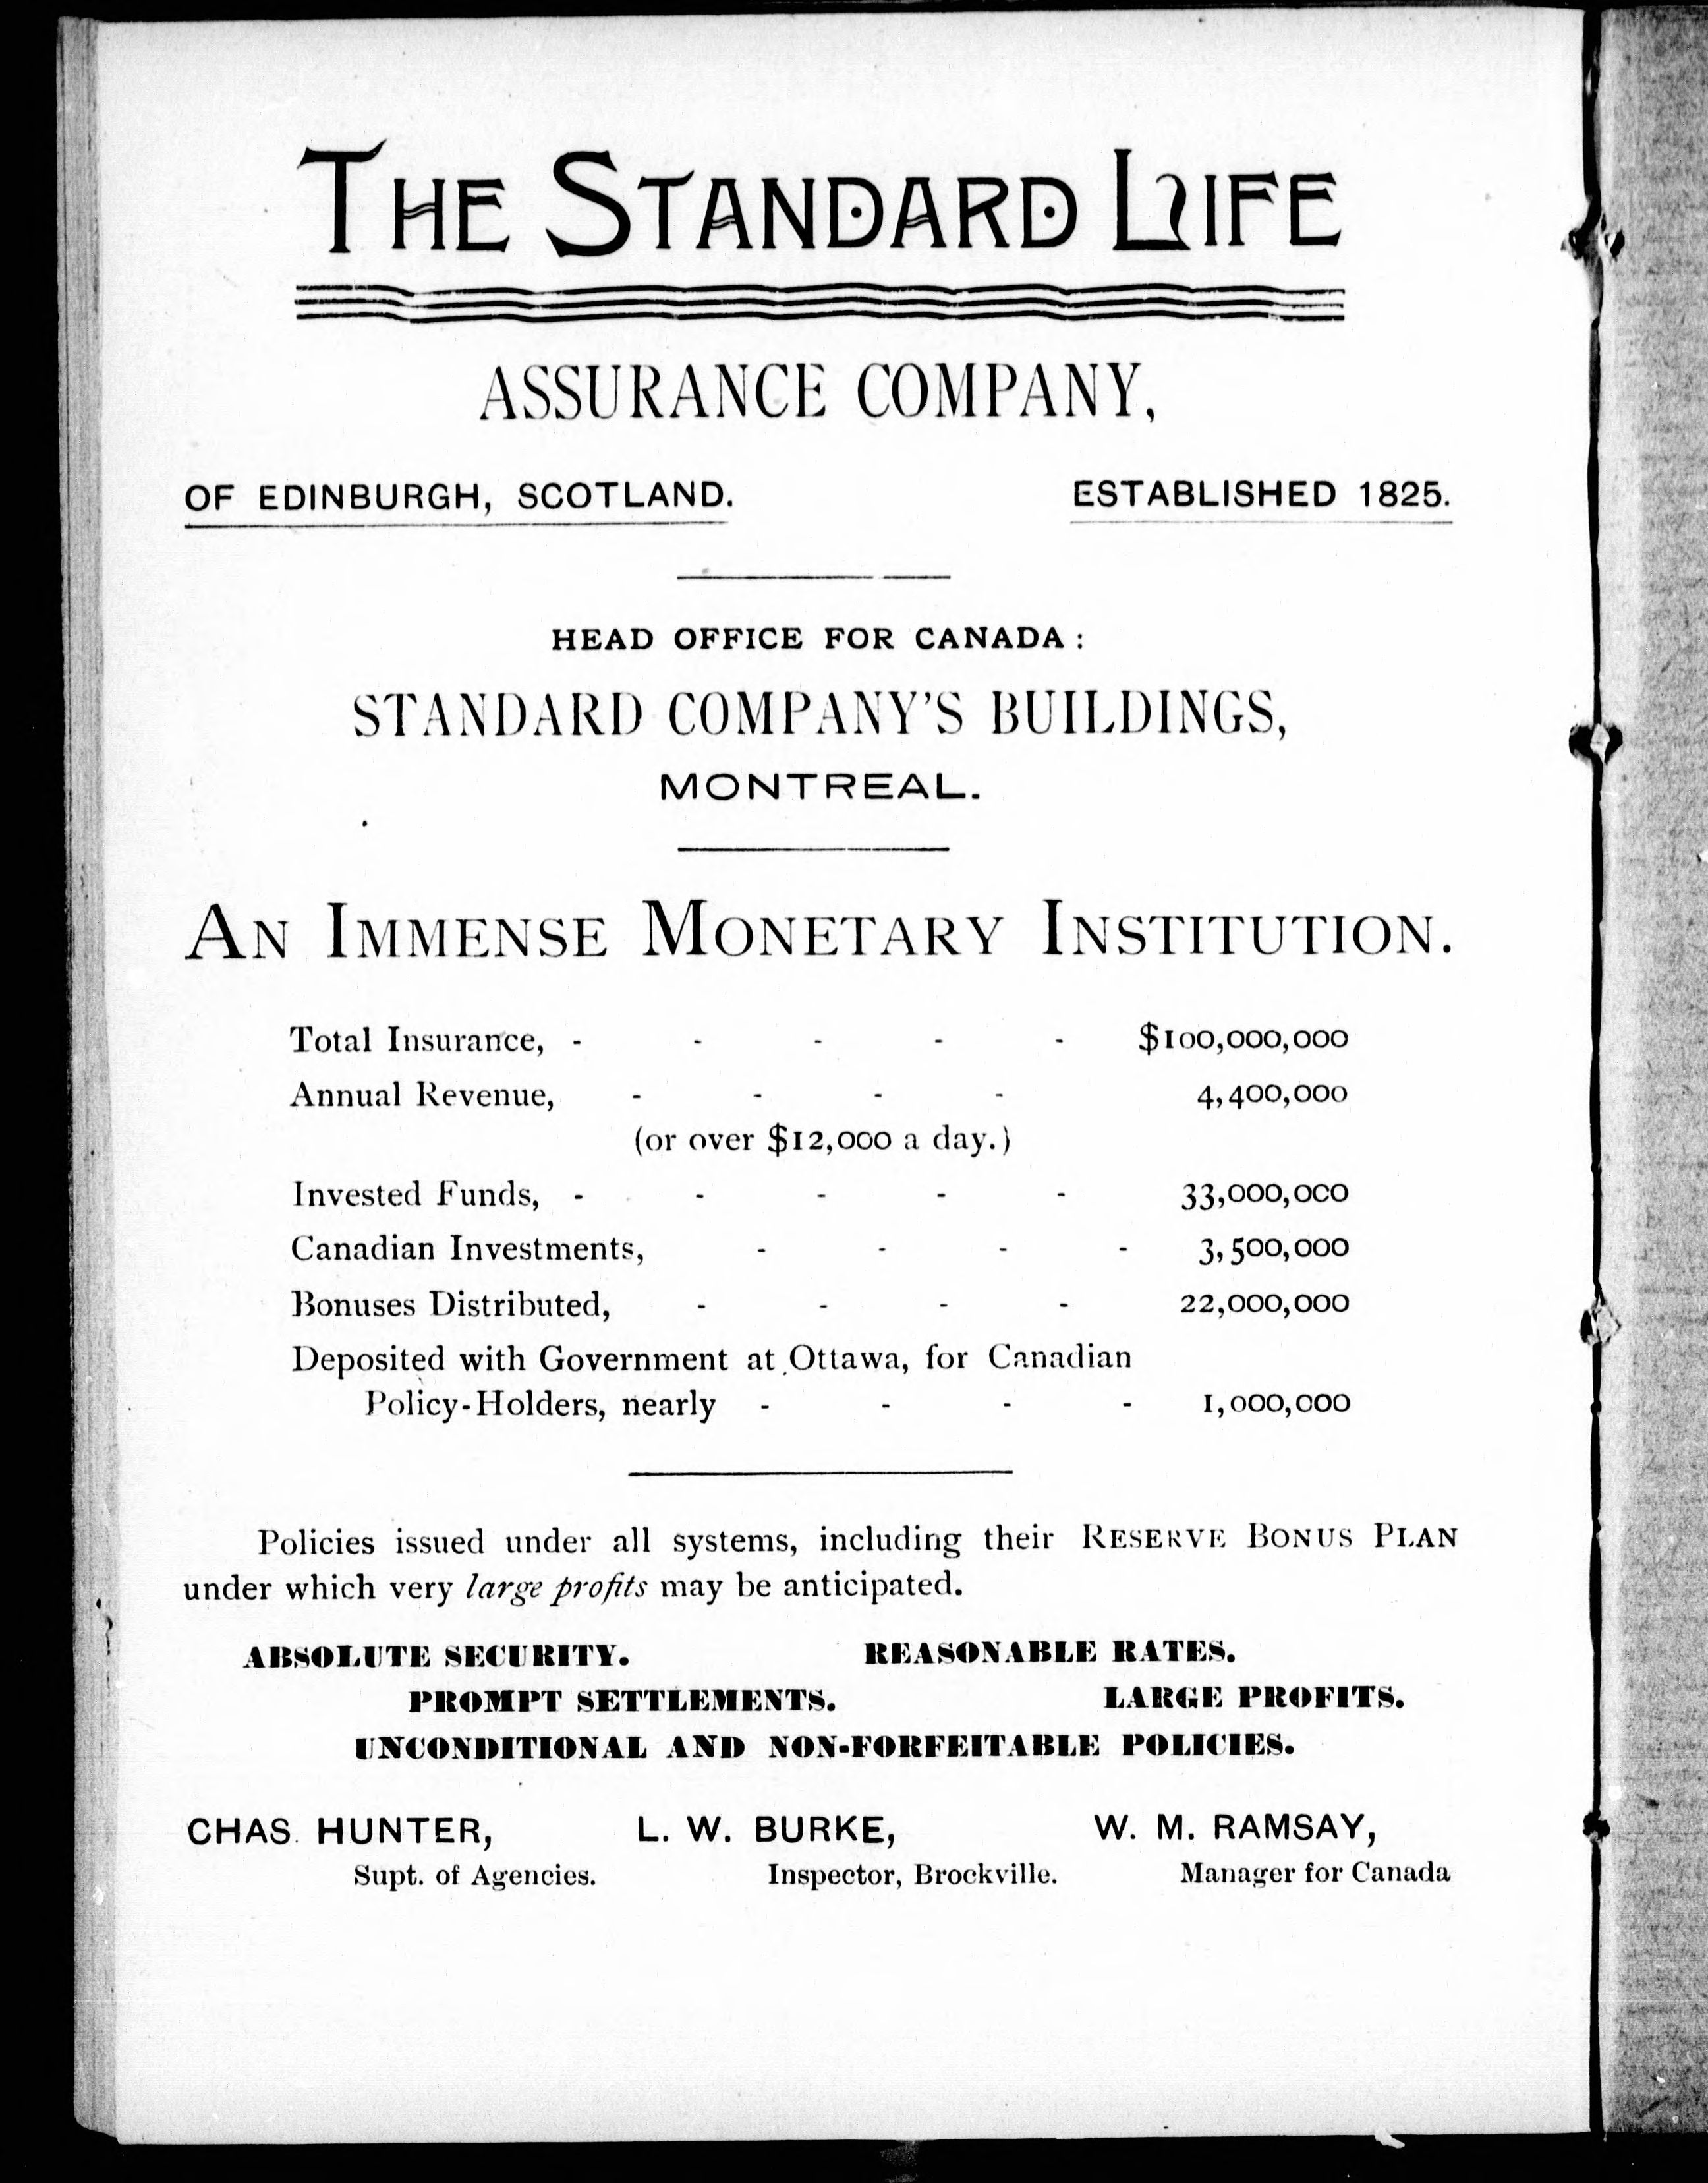 THE STANDARD LIFE
ASSURANCE COMPANY,
OF EDINBURGH, SCOTLAND. ESTABLISHED 1825.
HEAD OFFICE FOR CANADA:
STANDARD COMPANY'S BUILDINGS,
MONTREAL.
AN IMMENSE MONETARY INSTITUTION.
Total Insurance, - - - - - $100,000,000
Annual Revenue, - - - - 4,400,000
(or over $12,000 a day.)
Invested Funds, - - - - - 33,000,000
Canadian Investments, - - - - 3,500,000
Bonuses Distributed, - - - - 22,000,000
Deposited with Government at Ottawa, for Canadian
Policy-Holders, nearly - - - - 1,000,000
Policies issued under all systems, including their RESERVE BONUS PLAN
under which very large profits may be anticipated.
ABSOLUTE SECURITY. REASONABLE RATES.
PROMPT SETTLEMENTS. LARGE PROFITS.
UNCONDITIONAL AND NON-FORFEITABLE POLICIES.
CHAS. HUNTER, L. W. BURKE, W. M. RAMSAY,
Supt. of Agencies. Inspector, Brockville. Manager for Canada